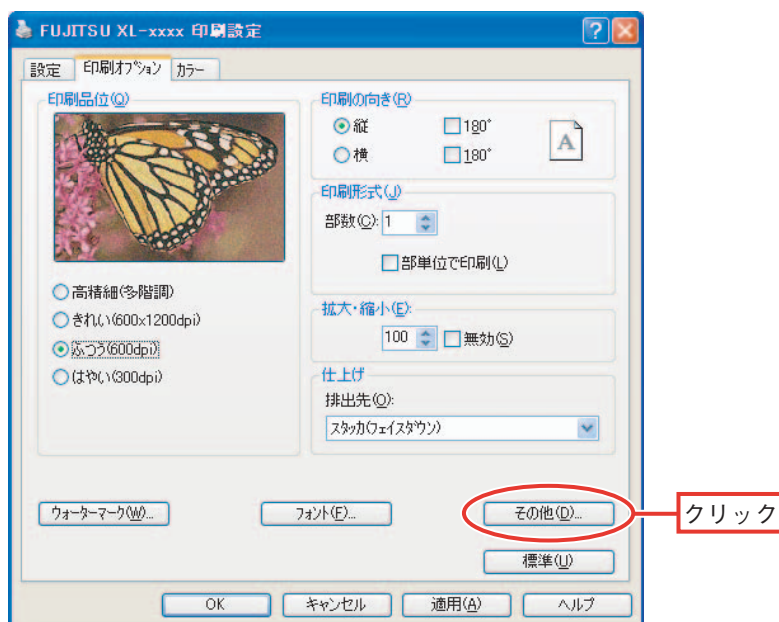 FUJITSU XL-xxxx 印刷設定
設定 印刷オプション カラー
印刷品位(Q)
高精細(多階調)
きれい(600x1200dpi)
ふつう(600dpi)
はやい(300dpi)
印刷の向き(R)
縦 180°
横 180°
A
印刷形式(J)
部数(C): 1
部単位で印刷(L)
拡大・縮小(E):
100 無効(S)
仕上げ
排出先(O):
スタッカ(フェイスダウン)
ウォーターマーク(W)... フォント(F)... その他(D)...
クリック
標準(U)
OK キャンセル 適用(A) ヘルプ